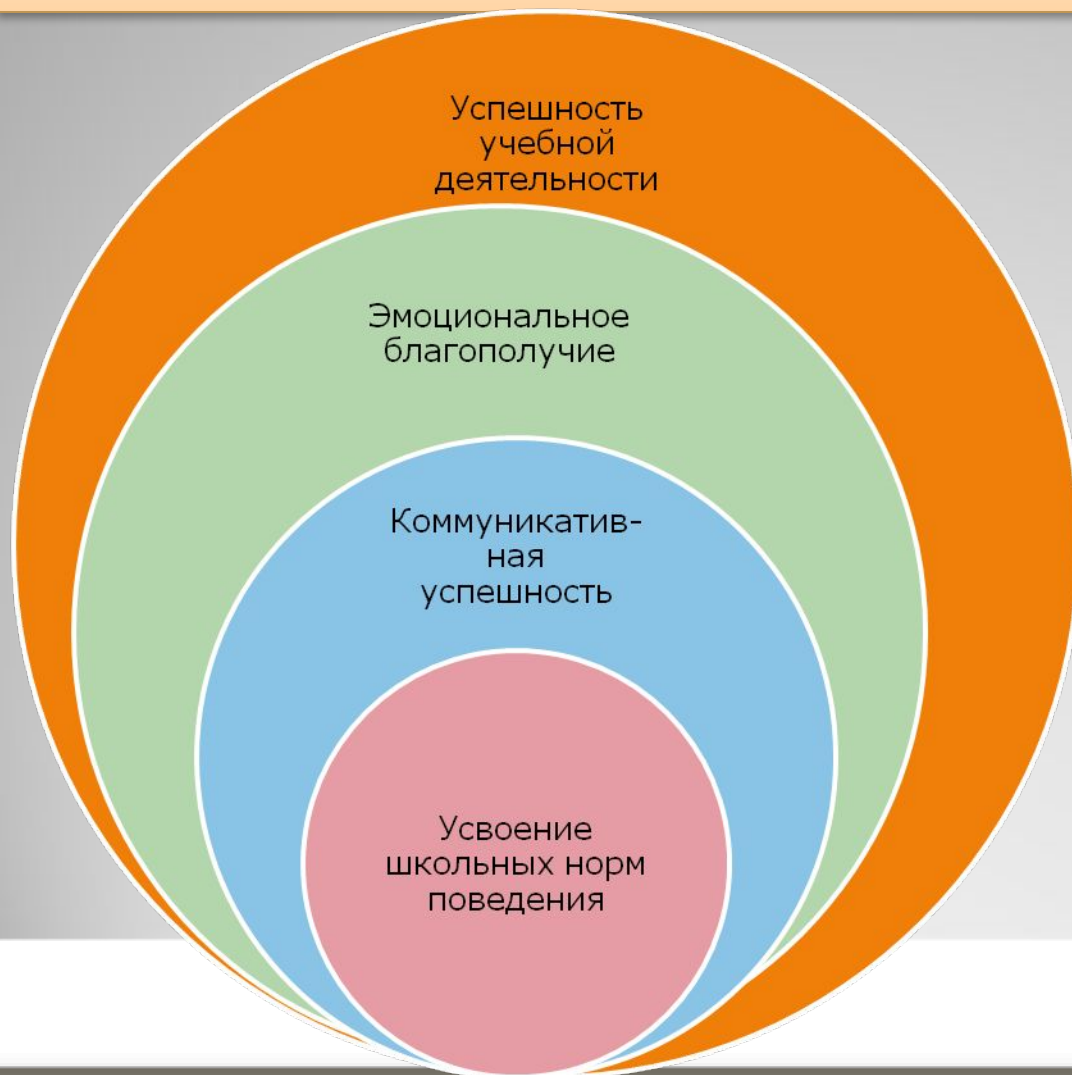 Успешность
учебной
деятельности
Эмоциональное
благополучие
Коммуникатив-
ная
успешность
Усвоение
школьных норм
поведения